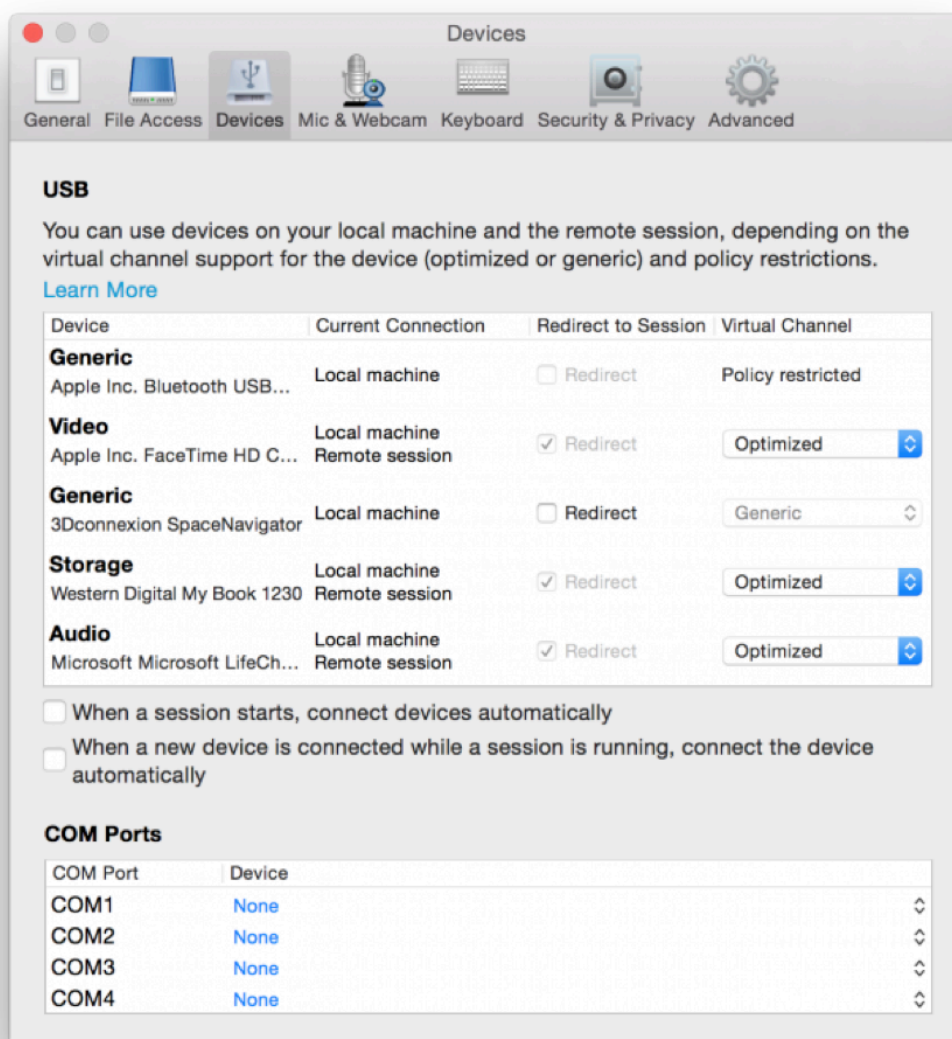 Devices
General File Access Devices Mic & Webcam Keyboard Security & Privacy Advanced
USB
You can use devices on your local machine and the remote session, depending on the
virtual channel support for the device (optimized or generic) and policy restrictions.
Learn More
Device Current Connection Redirect to Session Virtual Channel
Generic
Apple Inc. Bluetooth USB... Local machine Redirect Policy restricted
Video
Apple Inc. FaceTime HD C... Local machine Remote session Redirect Optimized
Generic
3Dconnexion SpaceNavigator Local machine Redirect Generic
Storage
Western Digital My Book 1230 Local machine Remote session Redirect Optimized
Audio
Microsoft Microsoft LifeCh... Local machine Remote session Redirect Optimized
When a session starts, connect devices automatically
When a new device is connected while a session is running, connect the device
automatically
COM Ports
COM Port Device
COM1 None
COM2 None
COM3 None
COM4 None